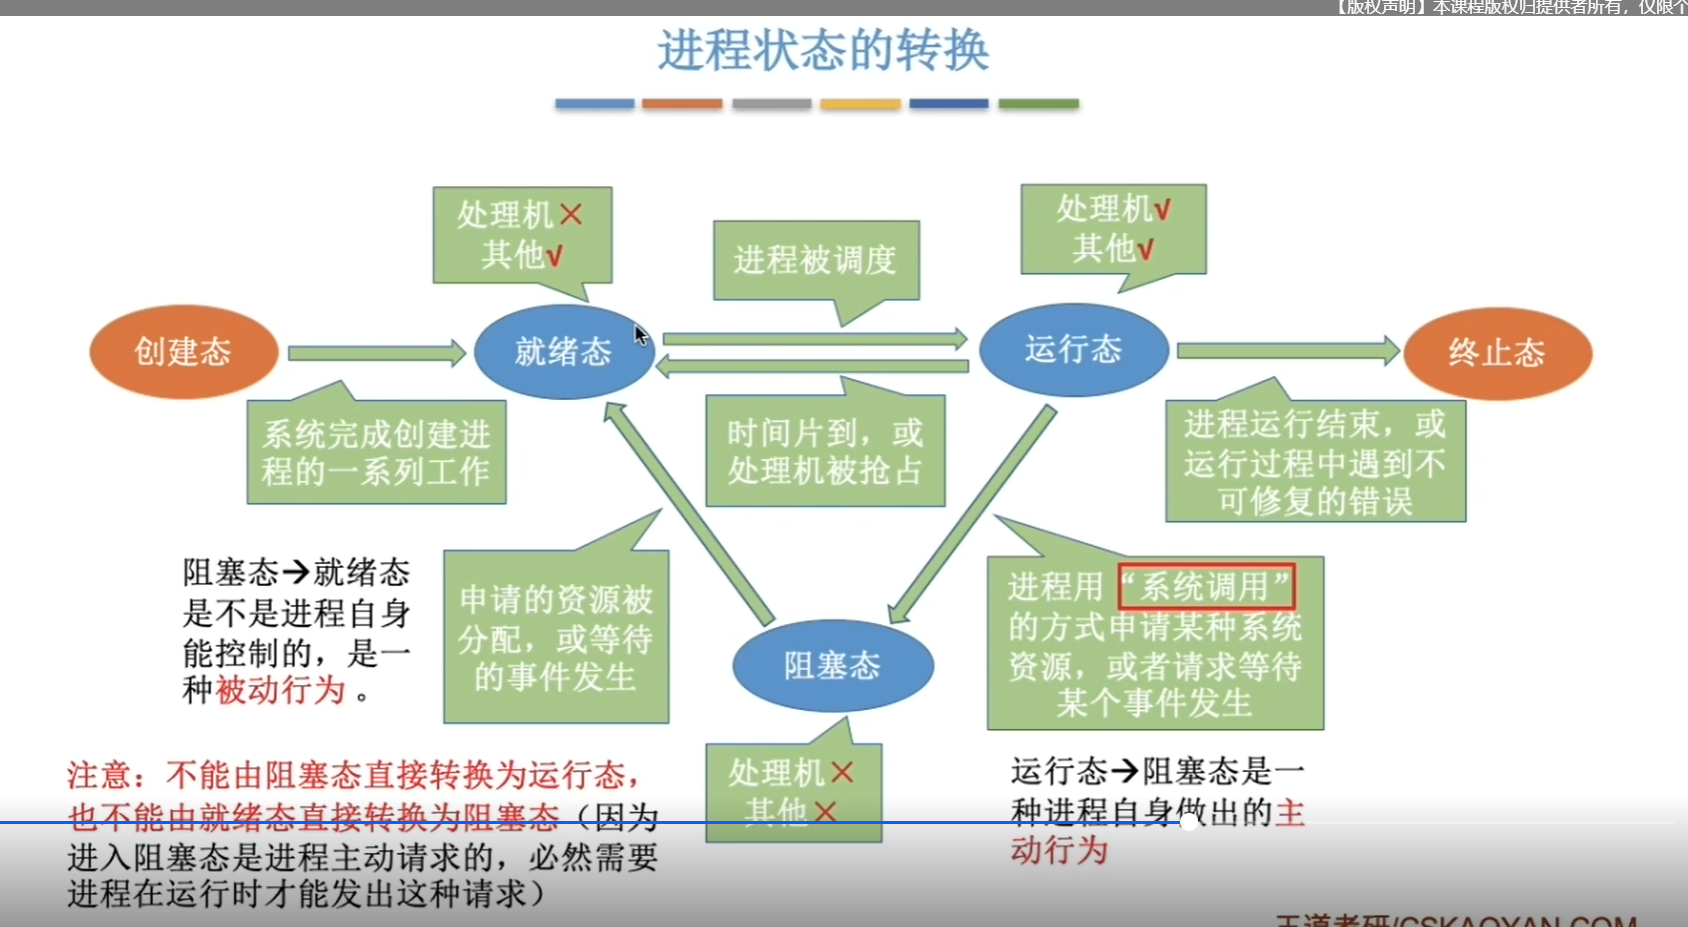 【版权声明】本课程版权归提供者所有，仅限个
进程状态的转换
处理机×
其他√
进程被调度
处理机√
其他√
创建态
就绪态
运行态
终止态
系统完成创建进
程的一系列工作
时间片到，或
处理机被抢占
进程运行结束，或
运行过程中遇到不
可修复的错误
阻塞态→就绪态
是不是进程自身
能控制的，是一
种被动行为。
申请的资源被
分配，或等待
的事件发生
进程用“系统调用”
的方式申请某种系统
资源，或者请求等待
某个事件发生
阻塞态
处理机×
其他×
运行态→阻塞态是一
种进程自身做出的主
动行为
注意：不能由阻塞态直接转换为运行态，
也不能由就绪态直接转换为阻塞态（因为
进入阻塞态是进程主动请求的，必然需要
进程在运行时才能发出这种请求）
王道考研/CSKAOYAN.COM